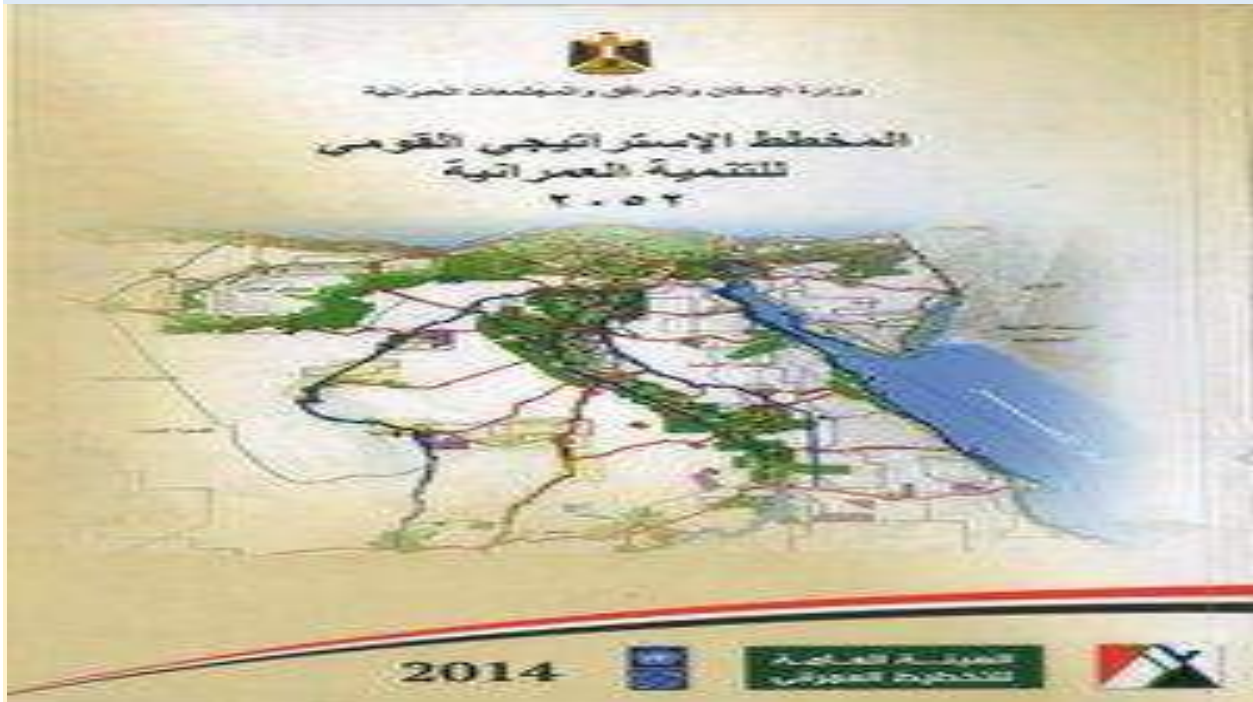 وزارة الإسكان والمرافق والمجتمعات العمرانية
المخطط الإستراتيجي القومي
للتنمية العمرانية
٢٠٥٢
2014
الهيئة العامة
للتخطيط العمراني